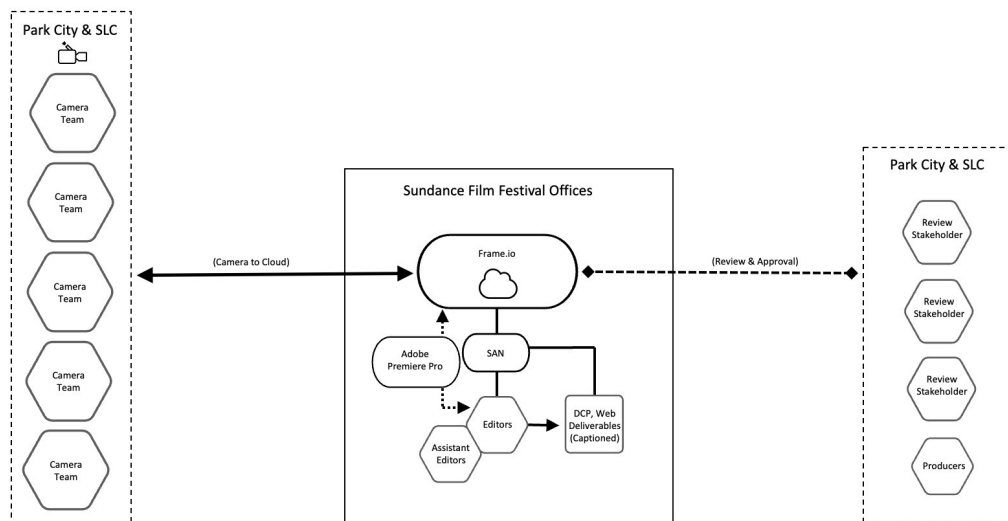 Park City & SLC
Camera
Team
Camera
Team
Camera
Team
Camera
Team
Camera
Team
(Camera to Cloud)
Sundance Film Festival Offices
Frame.io
Adobe
Premiere Pro
SAN
Editors
Assistant
Editors
DCP, Web
Deliverables
(Captioned)
(Review & Approval)
Park City & SLC
Review
Stakeholder
Review
Stakeholder
Review
Stakeholder
Producers